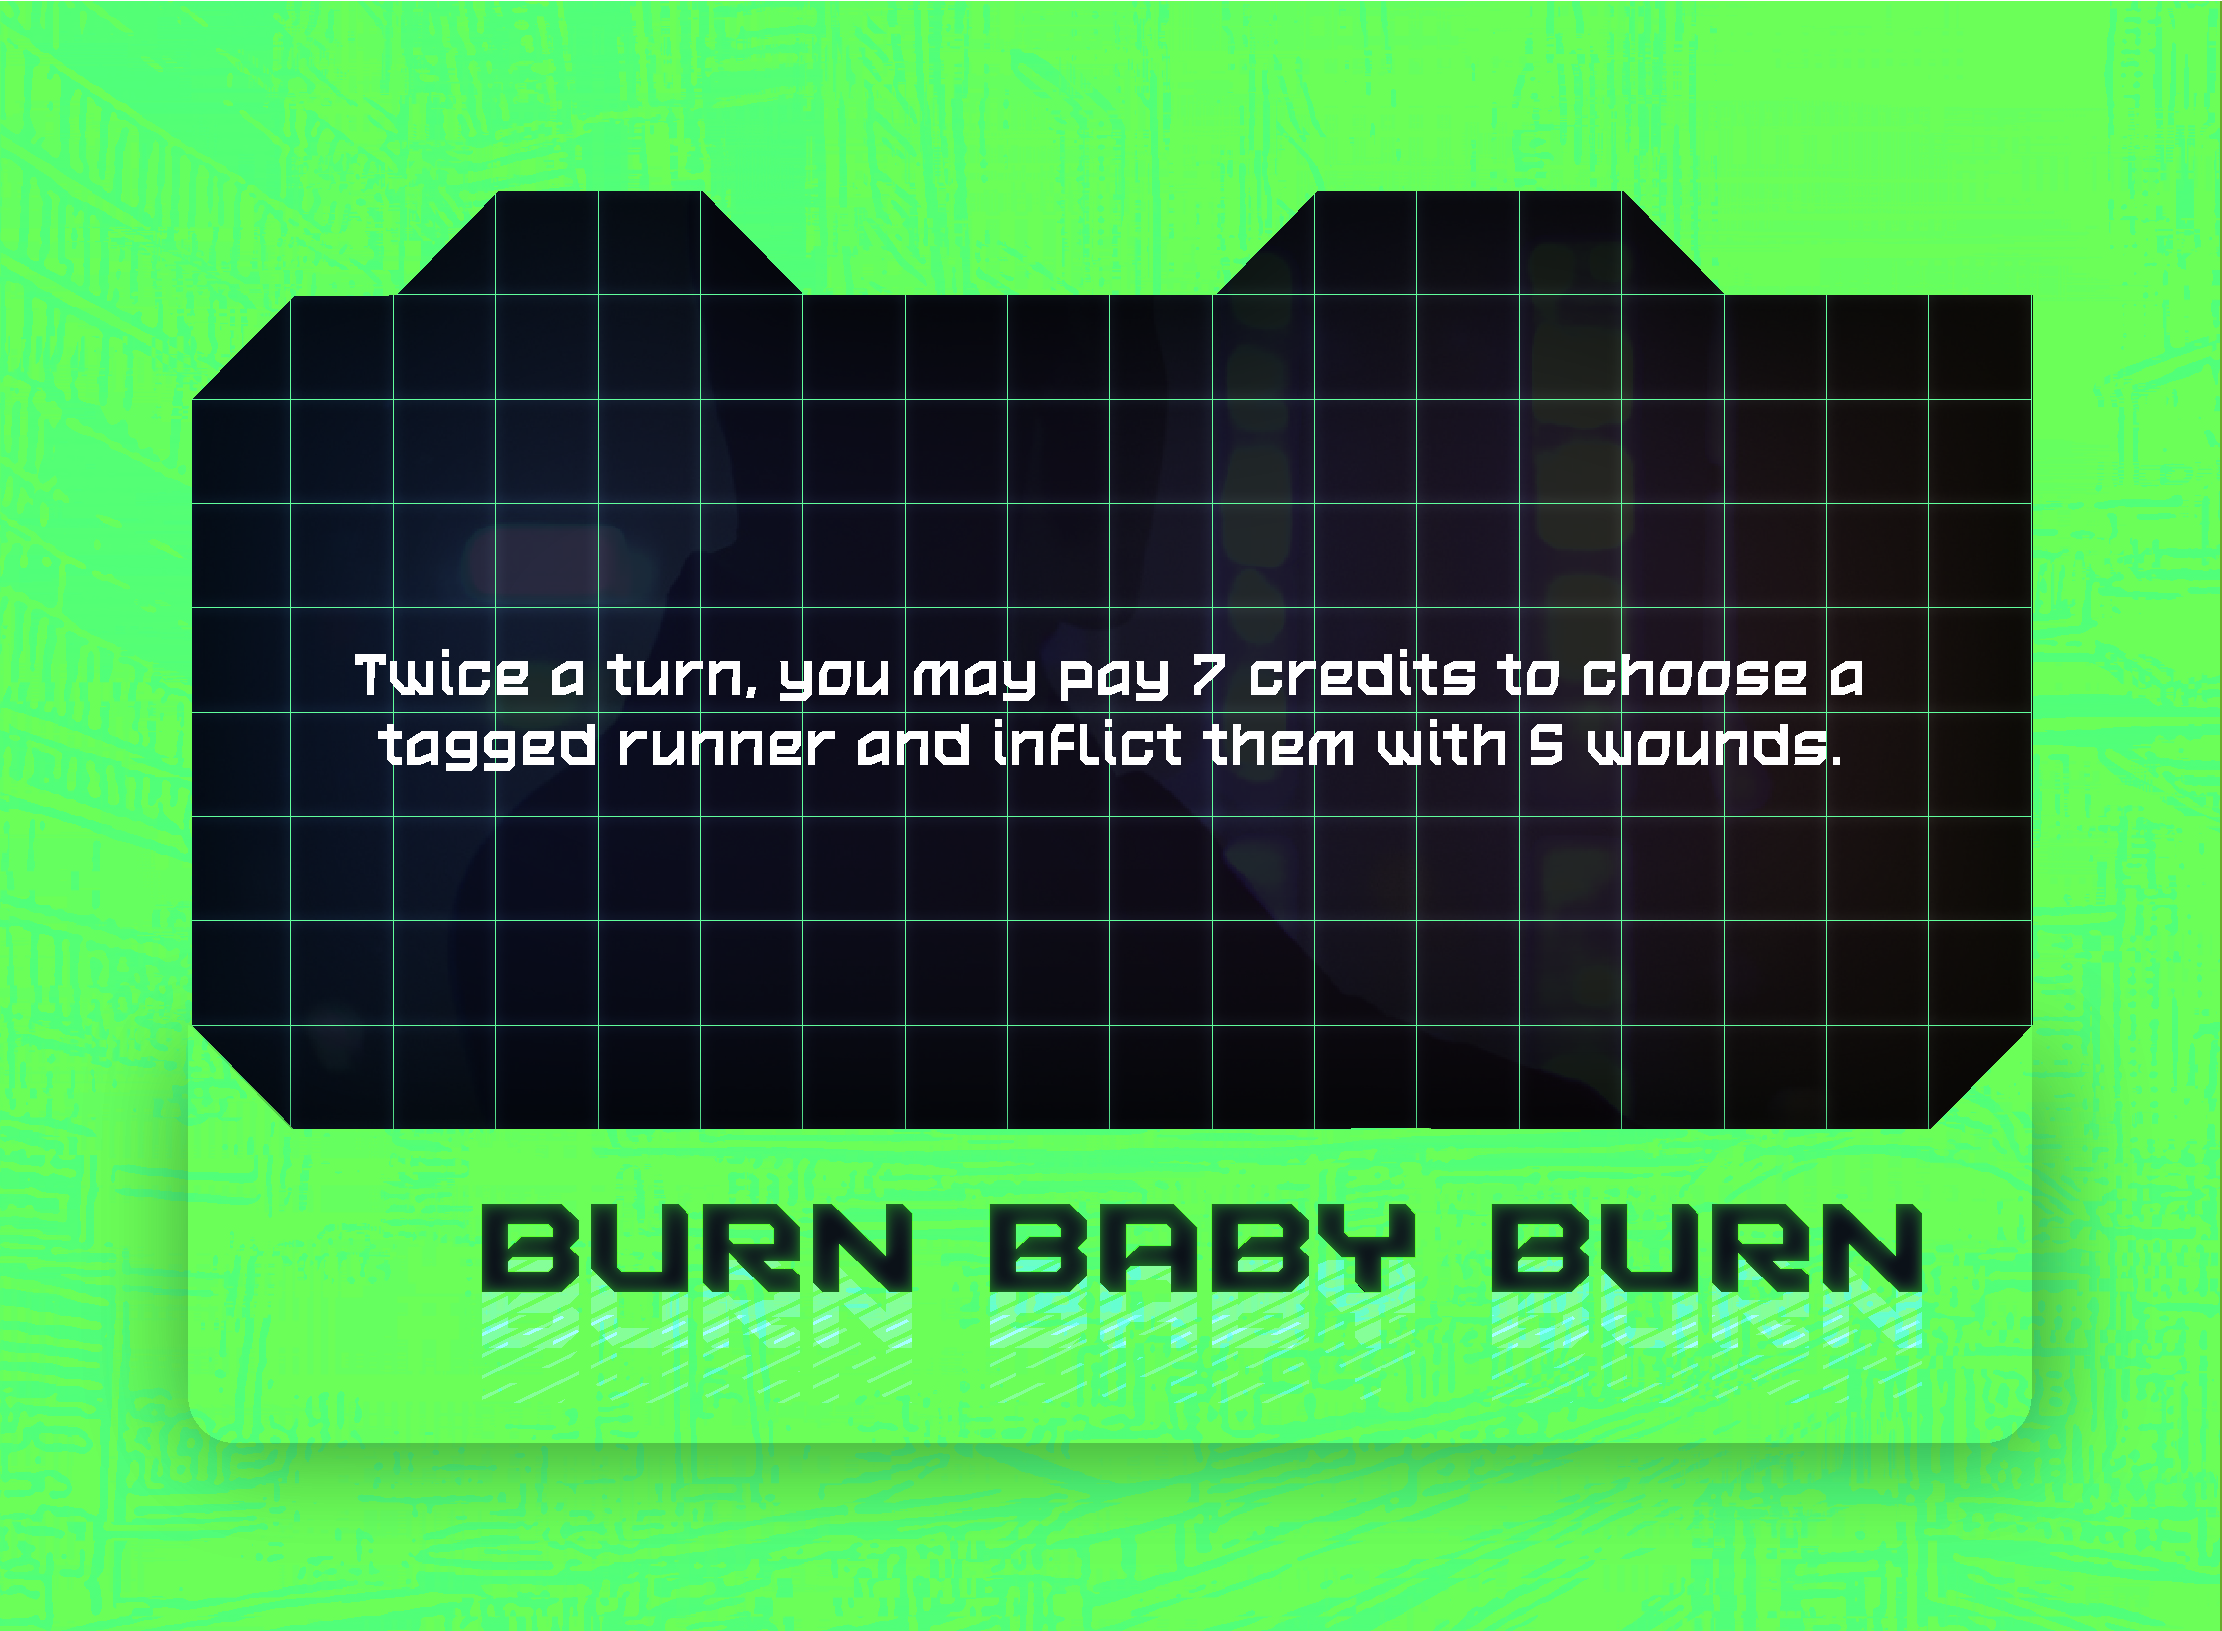 Twice a turn, you may pay 7 credits to choose a
tagged runner and inflict them with 5 wounds.
BURN BABY BURN